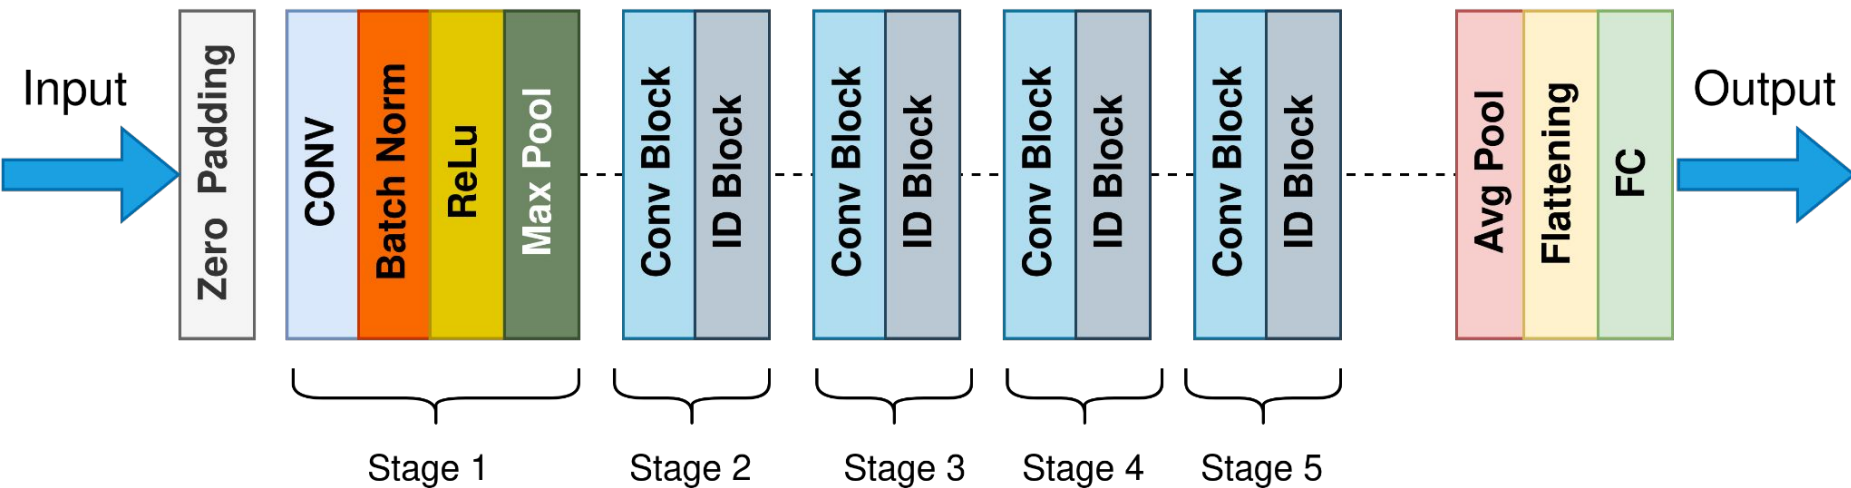 Input
Zero Padding
CONV
Batch Norm
ReLu
Max Pool
Conv Block
ID Block
Conv Block
ID Block
Conv Block
ID Block
Conv Block
ID Block
Avg Pool
Flattening
FC
Output
Stage 1
Stage 2
Stage 3
Stage 4
Stage 5